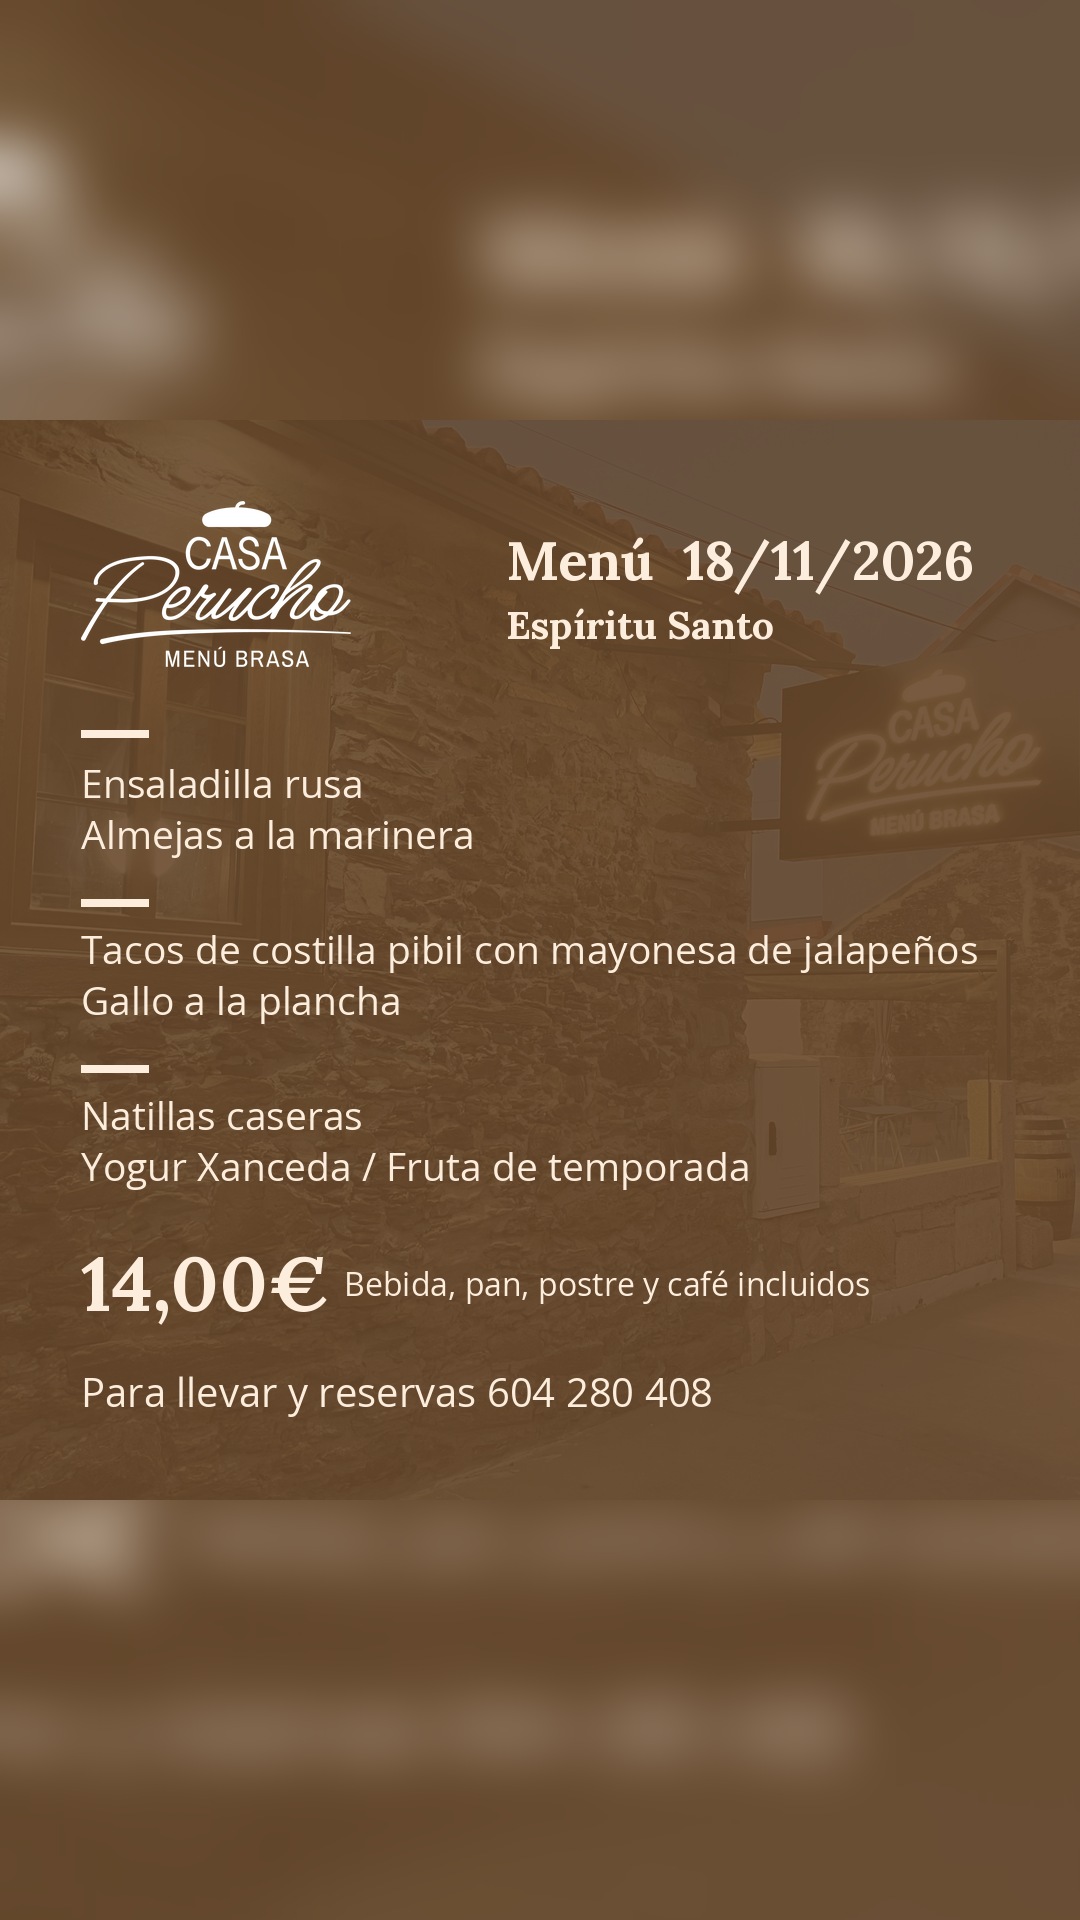 CASA
Perucho
MENÚ BRASA
Menú 18/11/2026
Espíritu Santo
CASA
Perucho
MENÚ BRASA
Ensaladilla rusa
Almejas a la marinera
Tacos de costilla pibil con mayonesa de jalapeños
Gallo a la plancha
Natillas caseras
Yogur Xanceda / Fruta de temporada
14,00€ Bebida, pan, postre y café incluidos
Para llevar y reservas 604 280 408